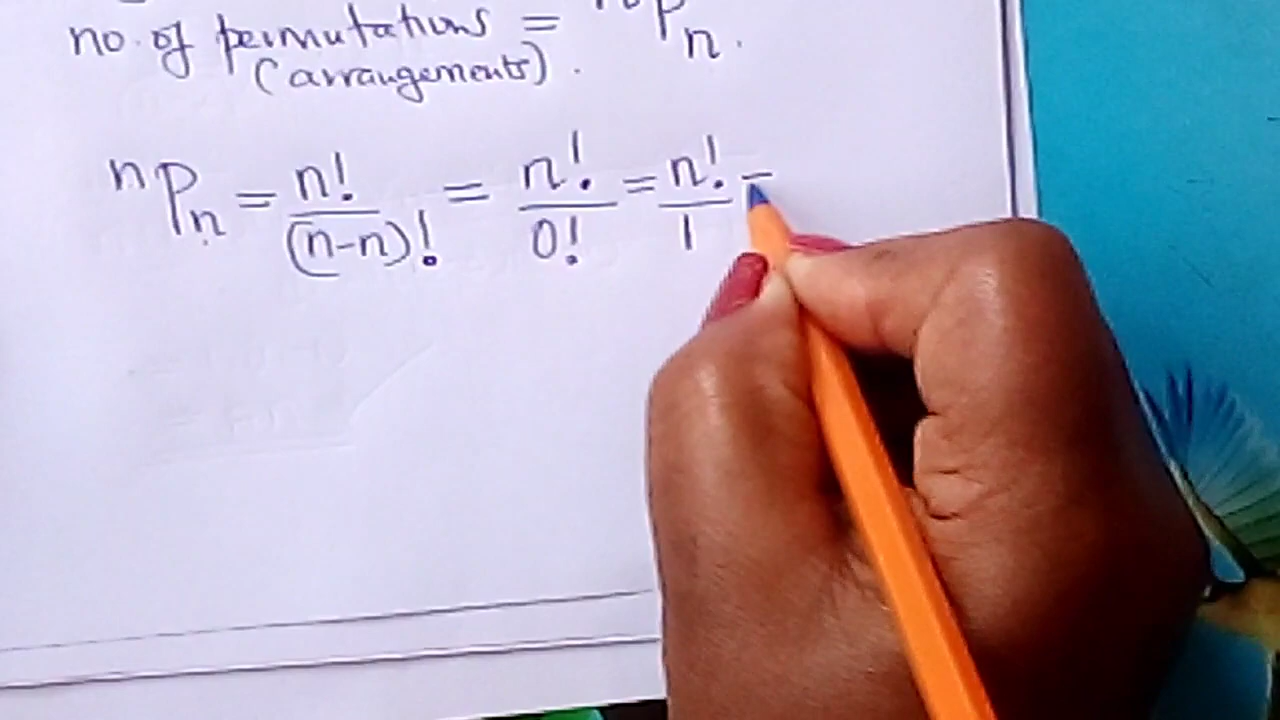 no. of permutations = ⁿPₙ.
(arrangements).
ⁿPₙ = n!/(n-n)! = n!/0! = n!/1 =